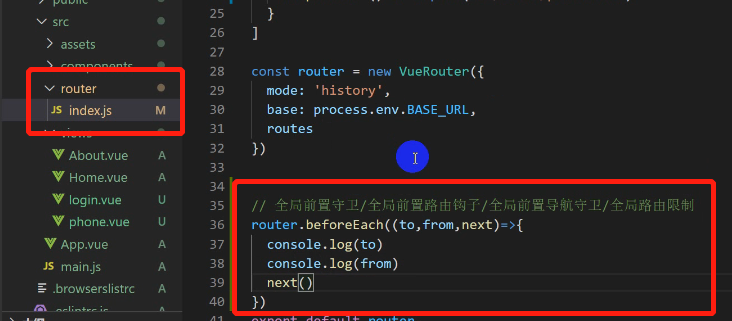 public
src
assets
components
router
JS index.js M
views
About.vue A
Home.vue A
login.vue U
phone.vue U
App.vue A
JS main.js A
.browserslistrc A
.eslintrc.js A
25 }
26 ]
27
28 const router = new VueRouter({
29 mode: 'history',
30 base: process.env.BASE_URL,
31 routes
32 })
33
34
35 // 全局前置守卫/全局前置路由钩子/全局前置导航守卫/全局路由限制
36 router.beforeEach((to,from,next)=>{
37 console.log(to)
38 console.log(from)
39 next()
40 })
41 export default router